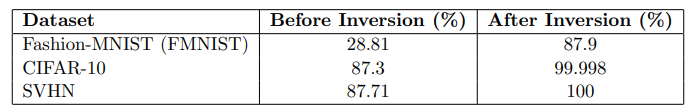 Dataset Before Inversion (%) After Inversion (%)
Fashion-MNIST (FMNIST) 28.81 87.9
CIFAR-10 87.3 99.998
SVHN 87.71 100